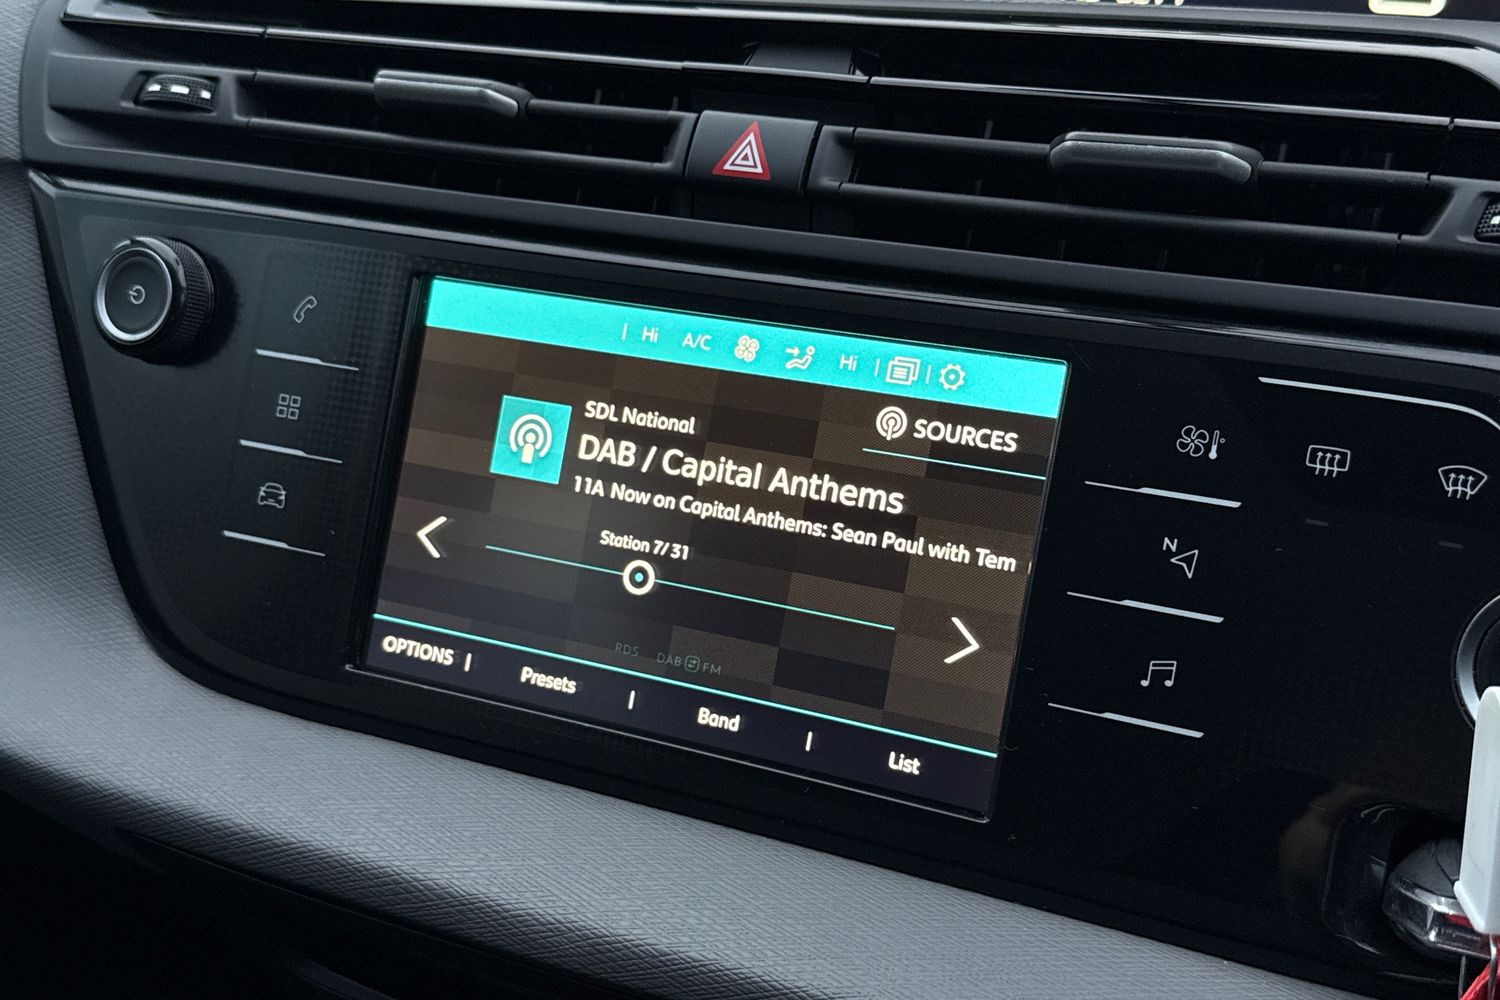 | Hi A/C Hi | |
SDL National
SOURCES
DAB / Capital Anthems
11A Now on Capital Anthems: Sean Paul with Tem
Station 7/31
RDS DAB FM
OPTIONS | Presets | Band | List
N